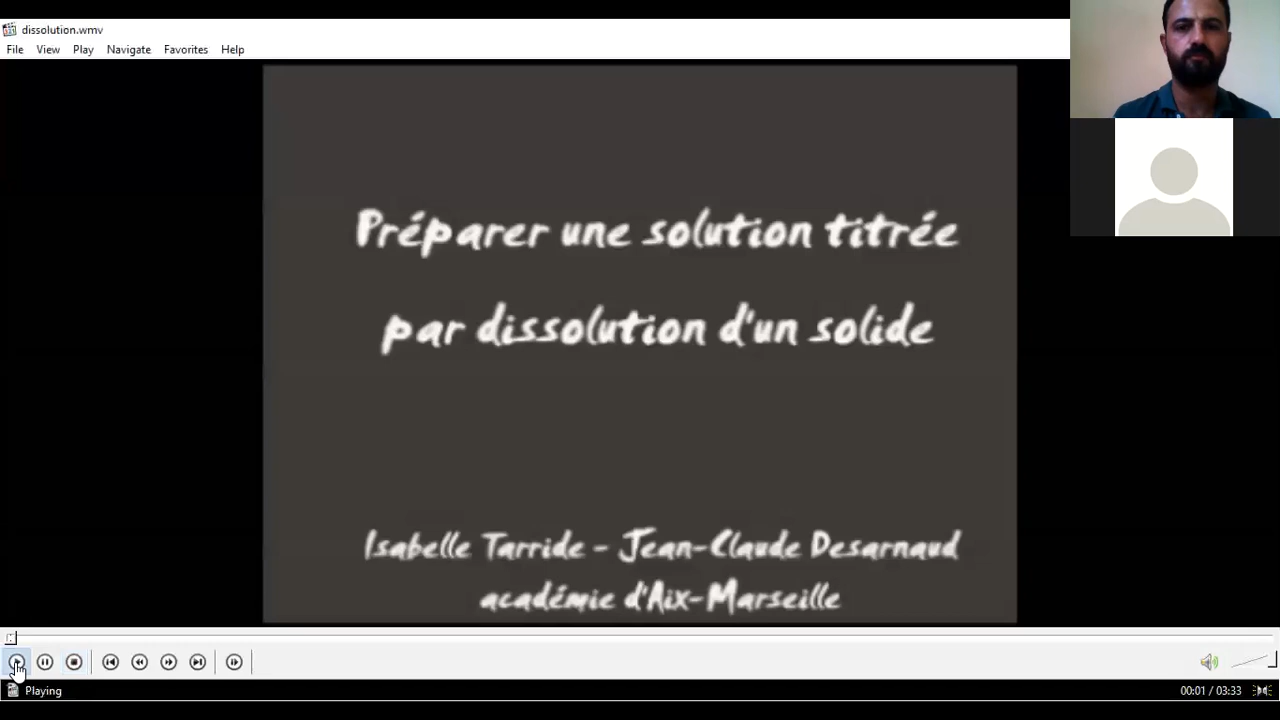 dissolution.wmv
File View Play Navigate Favorites Help
Préparer une solution titrée
par dissolution d'un solide
Isabelle Tarride - Jean-Claude Desarnaud
académie d'Aix-Marseille
Playing
00:01 / 03:33